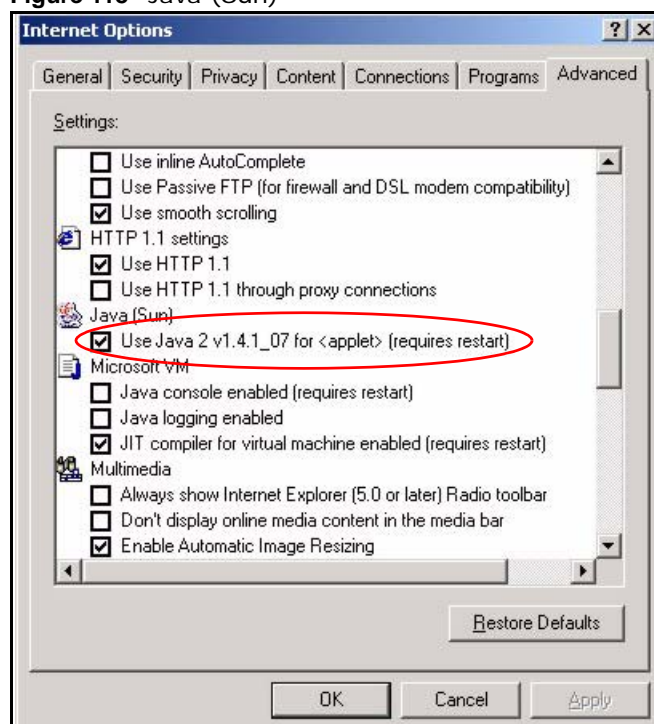 Internet Options
General Security Privacy Content Connections Programs Advanced
Settings:
Use inline AutoComplete
Use Passive FTP (for firewall and DSL modem compatibility)
Use smooth scrolling
HTTP 1.1 settings
Use HTTP 1.1
Use HTTP 1.1 through proxy connections
Java (Sun)
Use Java 2 v1.4.1_07 for <applet> (requires restart)
Microsoft VM
Java console enabled (requires restart)
Java logging enabled
JIT compiler for virtual machine enabled (requires restart)
Multimedia
Always show Internet Explorer (5.0 or later) Radio toolbar
Don't display online media content in the media bar
Enable Automatic Image Resizing
Restore Defaults
OK Cancel Apply